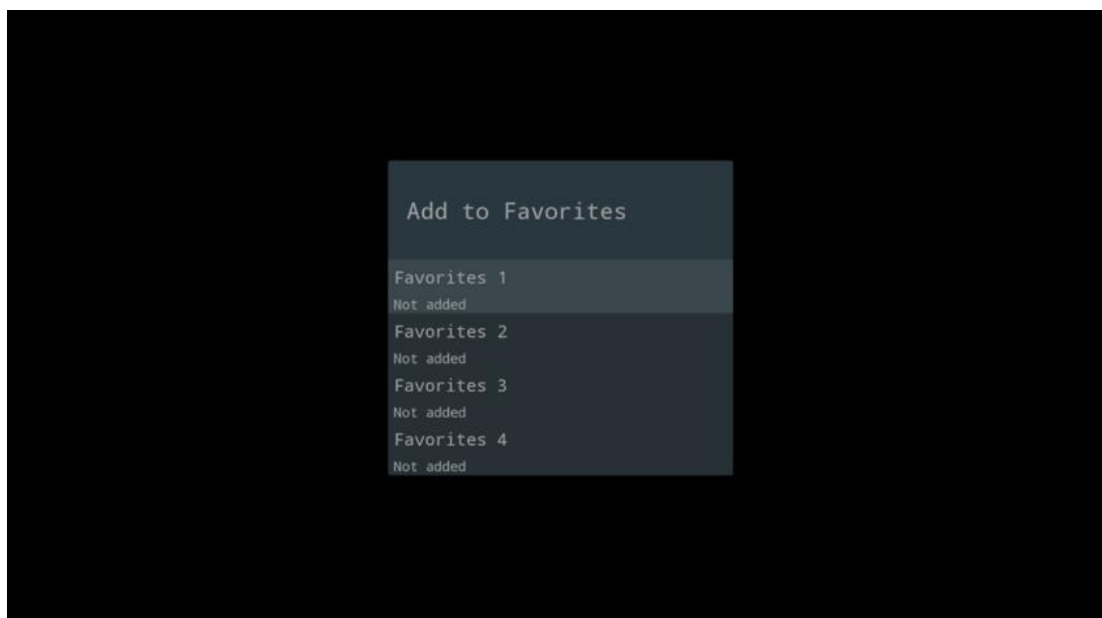 Add to Favorites
Favorites 1
Not added
Favorites 2
Not added
Favorites 3
Not added
Favorites 4
Not added